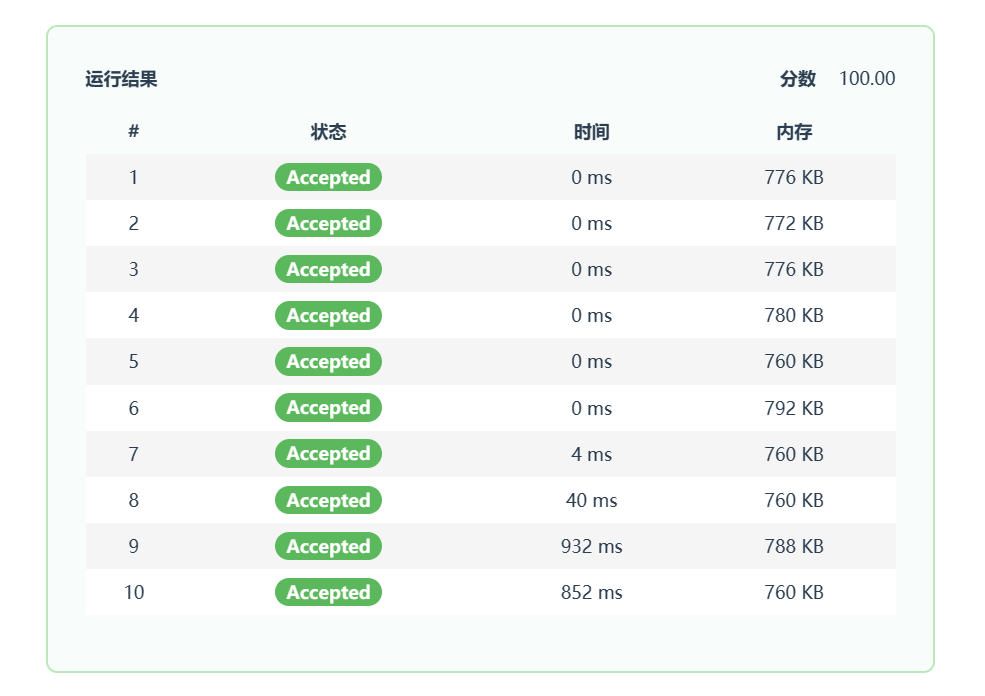 运行结果 分数 100.00
# 状态 时间 内存
1 Accepted 0 ms 776 KB
2 Accepted 0 ms 772 KB
3 Accepted 0 ms 776 KB
4 Accepted 0 ms 780 KB
5 Accepted 0 ms 760 KB
6 Accepted 0 ms 792 KB
7 Accepted 4 ms 760 KB
8 Accepted 40 ms 760 KB
9 Accepted 932 ms 788 KB
10 Accepted 852 ms 760 KB